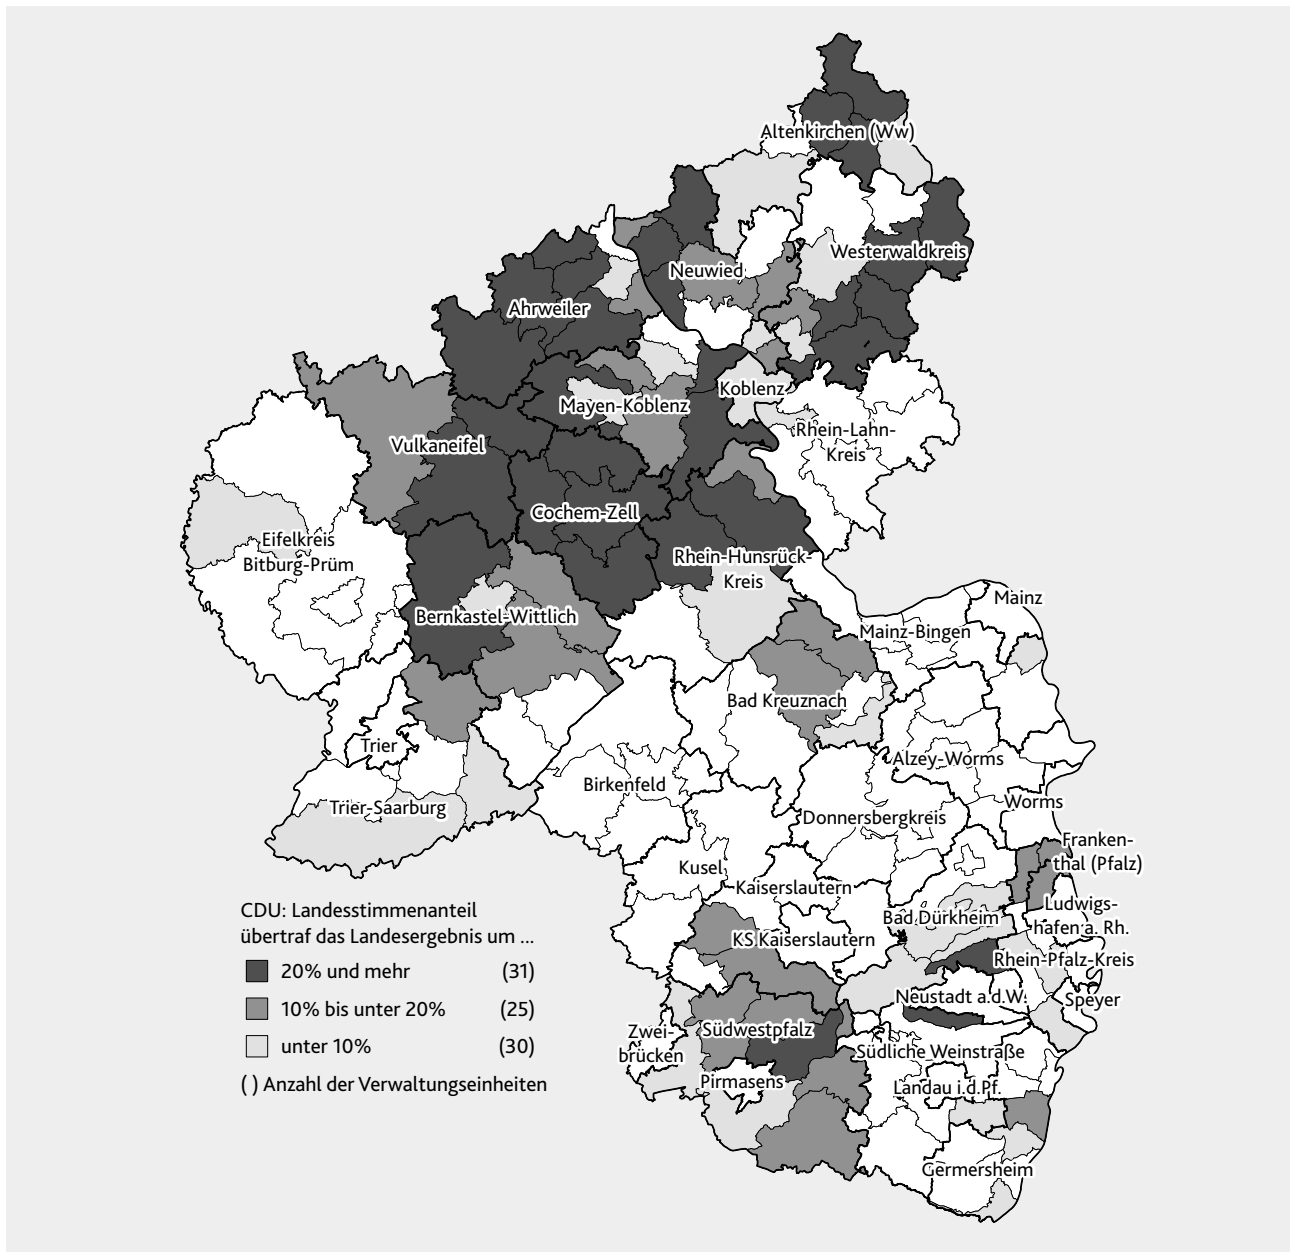 Altenkirchen (Ww)
Westerwaldkreis
Neuwied
Ahrweiler
Koblenz
Mayen-Koblenz
Rhein-Lahn-
Kreis
Vulkaneifel
Cochem-Zell
Eifelkreis
Bitburg-Prüm
Rhein-Hunsrück-
Kreis
Mainz
Bernkastel-Wittlich
Mainz-Bingen
Bad Kreuznach
Trier
Alzey-Worms
Birkenfeld
Trier-Saarburg
Worms
Donnersbergkreis
Franken-
thal (Pfalz)
Kusel
Kaiserslautern
Ludwigs-
hafen a. Rh.
Bad Dürkheim
KS Kaiserslautern
Rhein-Pfalz-Kreis
Neustadt a.d.W.
Speyer
Zwei-
brücken
Südwestpfalz
Südliche Weinstraße
Pirmasens
Landau i.d.Pf.
Germersheim
CDU: Landesstimmenanteil
übertraf das Landesergebnis um ...
20% und mehr (31)
10% bis unter 20% (25)
unter 10% (30)
( ) Anzahl der Verwaltungseinheiten